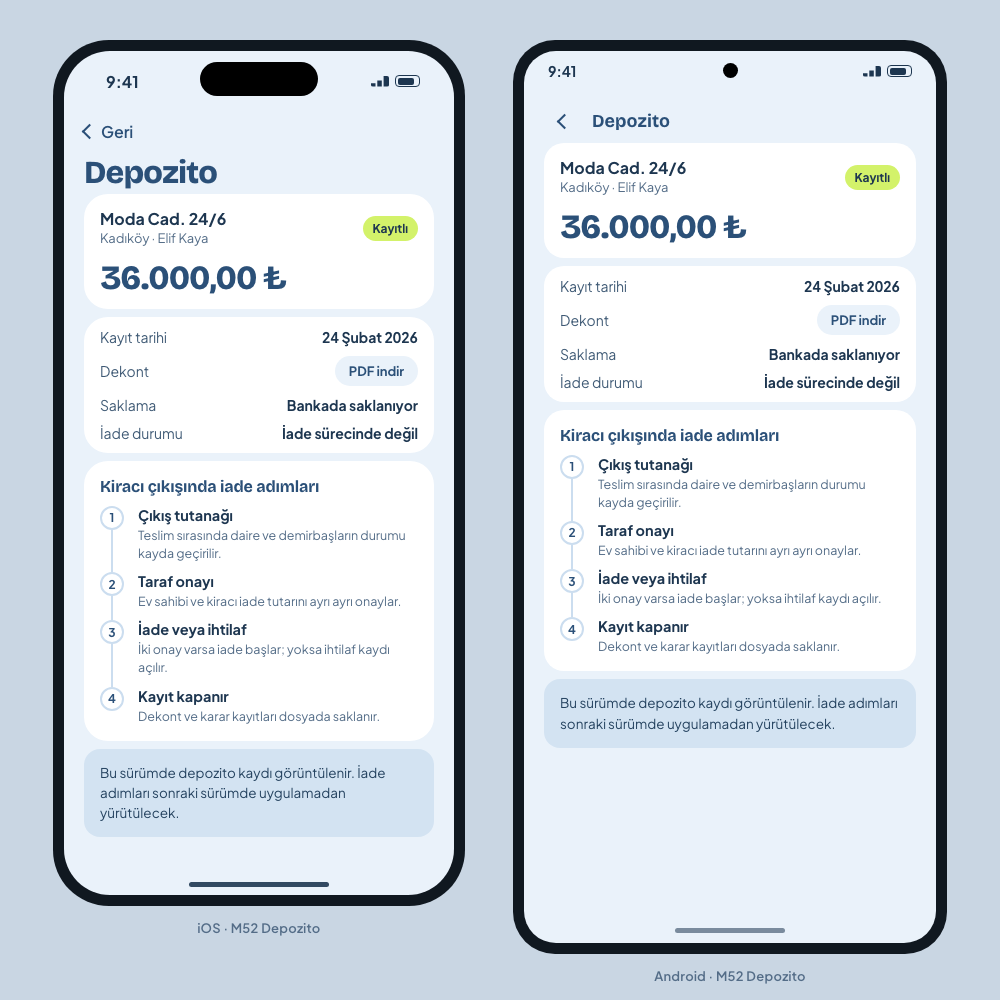 9:41
Geri
Depozito
Moda Cad. 24/6
Kadıköy · Elif Kaya
Kayıtlı
36.000,00 ₺
Kayıt tarihi
24 Şubat 2026
Dekont
PDF indir
Saklama
Bankada saklanıyor
İade durumu
İade sürecinde değil
Kiracı çıkışında iade adımları
1
Çıkış tutanağı
Teslim sırasında daire ve demirbaşların durumu
kayda geçirilir.
2
Taraf onayı
Ev sahibi ve kiracı iade tutarını ayrı ayrı onaylar.
3
İade veya ihtilaf
İki onay varsa iade başlar; yoksa ihtilaf kaydı
açılır.
4
Kayıt kapanır
Dekont ve karar kayıtları dosyada saklanır.
Bu sürümde depozito kaydı görüntülenir. İade
adımları sonraki sürümde uygulamadan
yürütülecek.
iOS · M52 Depozito
9:41
Depozito
Moda Cad. 24/6
Kadıköy · Elif Kaya
Kayıtlı
36.000,00 ₺
Kayıt tarihi
24 Şubat 2026
Dekont
PDF indir
Saklama
Bankada saklanıyor
İade durumu
İade sürecinde değil
Kiracı çıkışında iade adımları
1
Çıkış tutanağı
Teslim sırasında daire ve demirbaşların durumu
kayda geçirilir.
2
Taraf onayı
Ev sahibi ve kiracı iade tutarını ayrı ayrı onaylar.
3
İade veya ihtilaf
İki onay varsa iade başlar; yoksa ihtilaf kaydı açılır.
4
Kayıt kapanır
Dekont ve karar kayıtları dosyada saklanır.
Bu sürümde depozito kaydı görüntülenir. İade adımları
sonraki sürümde uygulamadan yürütülecek.
Android · M52 Depozito